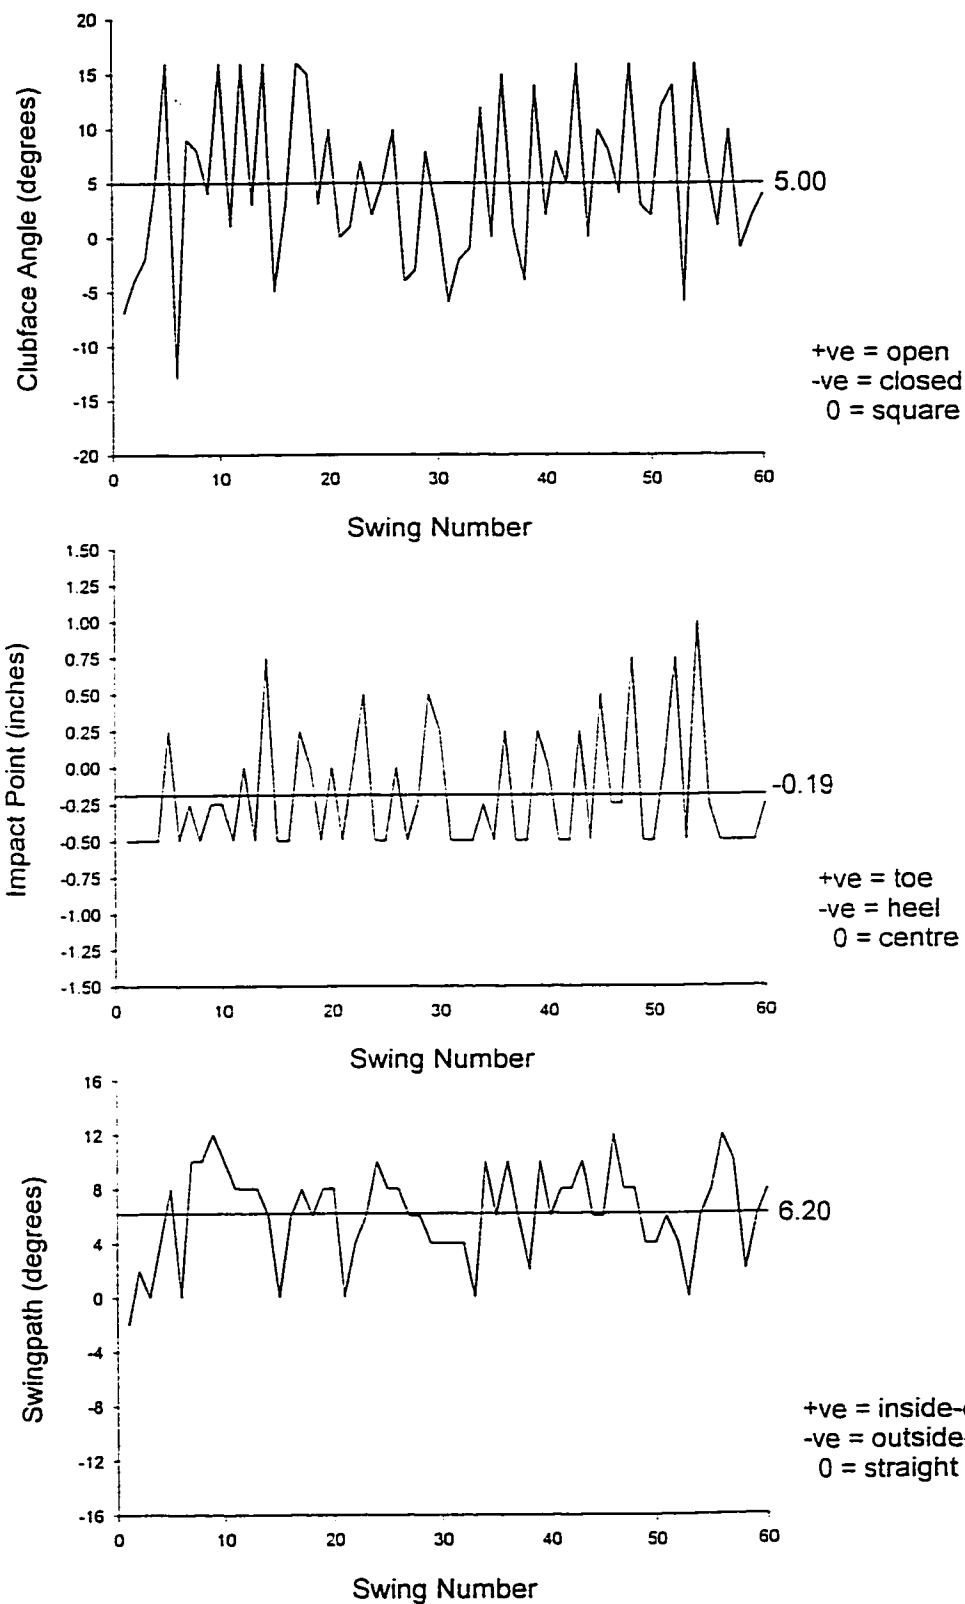 20
15
10
5
0
-5
-10
-15
-20
Clubface Angle (degrees)
5.00
+ve = open
-ve = closed
0 = square
0 10 20 30 40 50 60
Swing Number
1.50
1.25
1.00
0.75
0.50
0.25
0.00
-0.25
-0.50
-0.75
-1.00
-1.25
-1.50
Impact Point (inches)
-0.19
+ve = toe
-ve = heel
0 = centre
0 10 20 30 40 50 60
Swing Number
16
12
8
4
0
-4
-8
-12
-16
Swingpath (degrees)
6.20
+ve = inside-
-ve = outside-
0 = straight
0 10 20 30 40 50 60
Swing Number